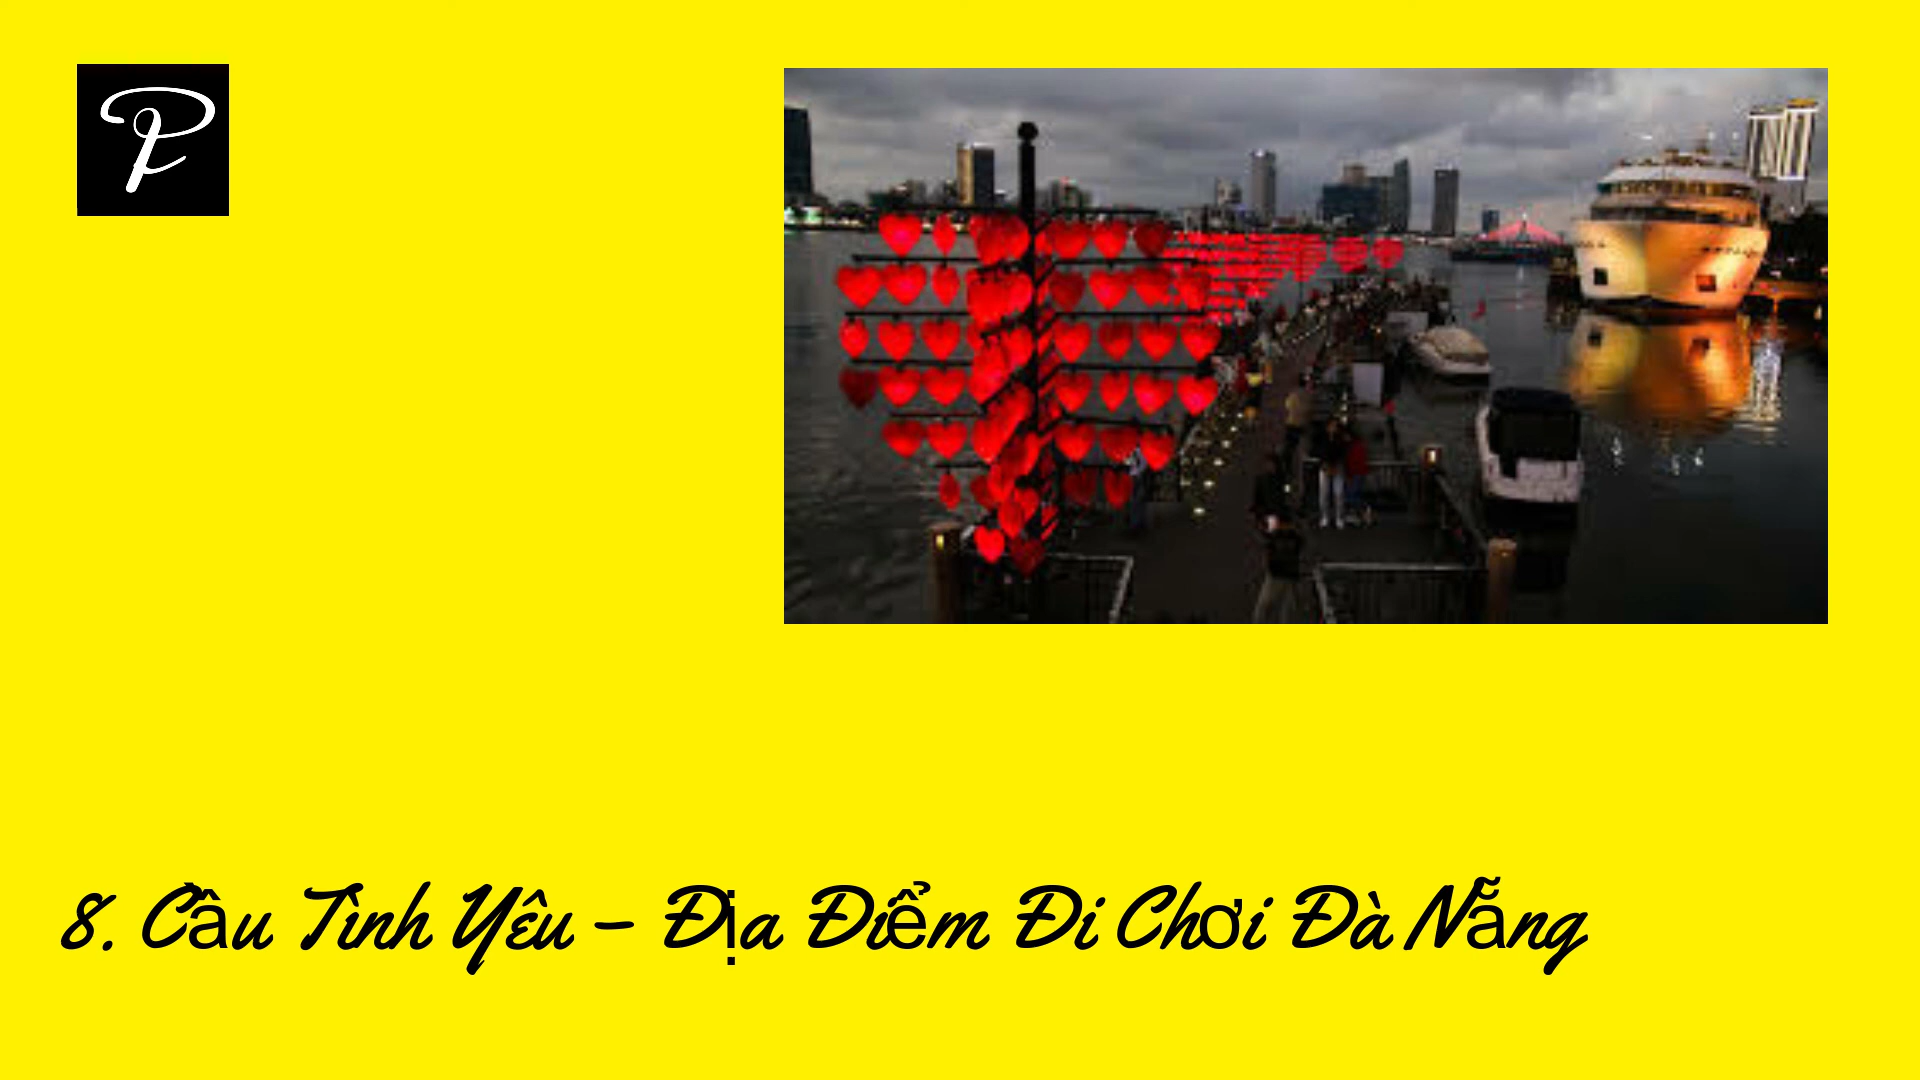 P
8. Cầu Tình Yêu – Địa Điểm Đi Chơi Đà Nẵng